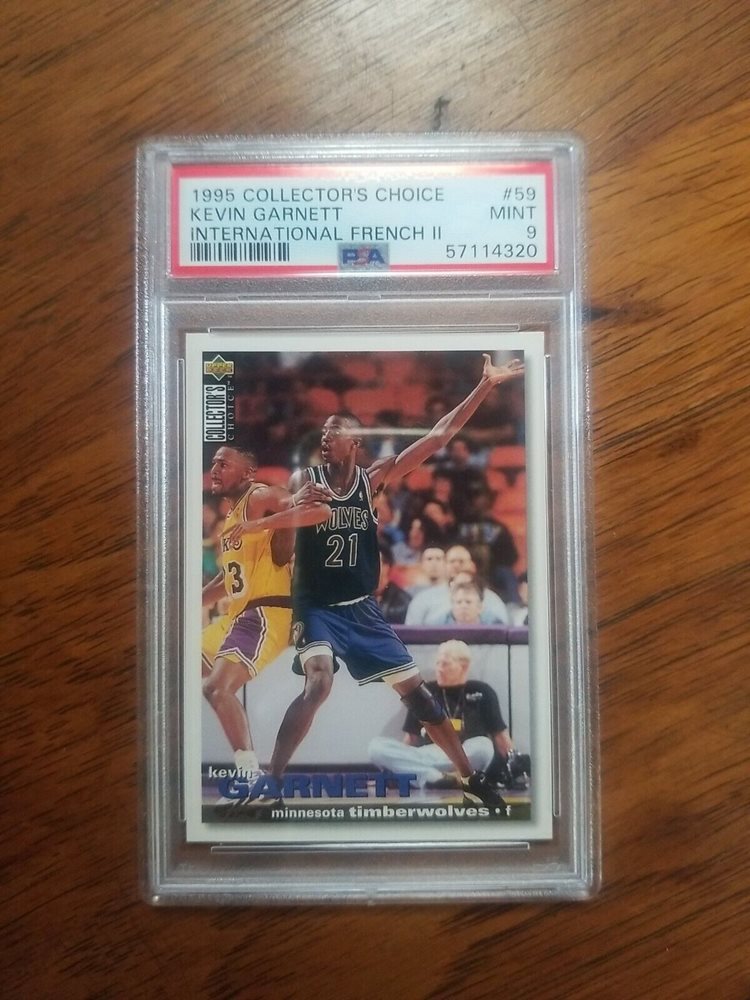 1995 COLLECTOR'S CHOICE #59
KEVIN GARNETT MINT
INTERNATIONAL FRENCH II 9
PSA 57114320
COLLECTOR'S
CHOICE
WOLVES
21
3
kevin
GARNETT
minnesota timberwolves • f